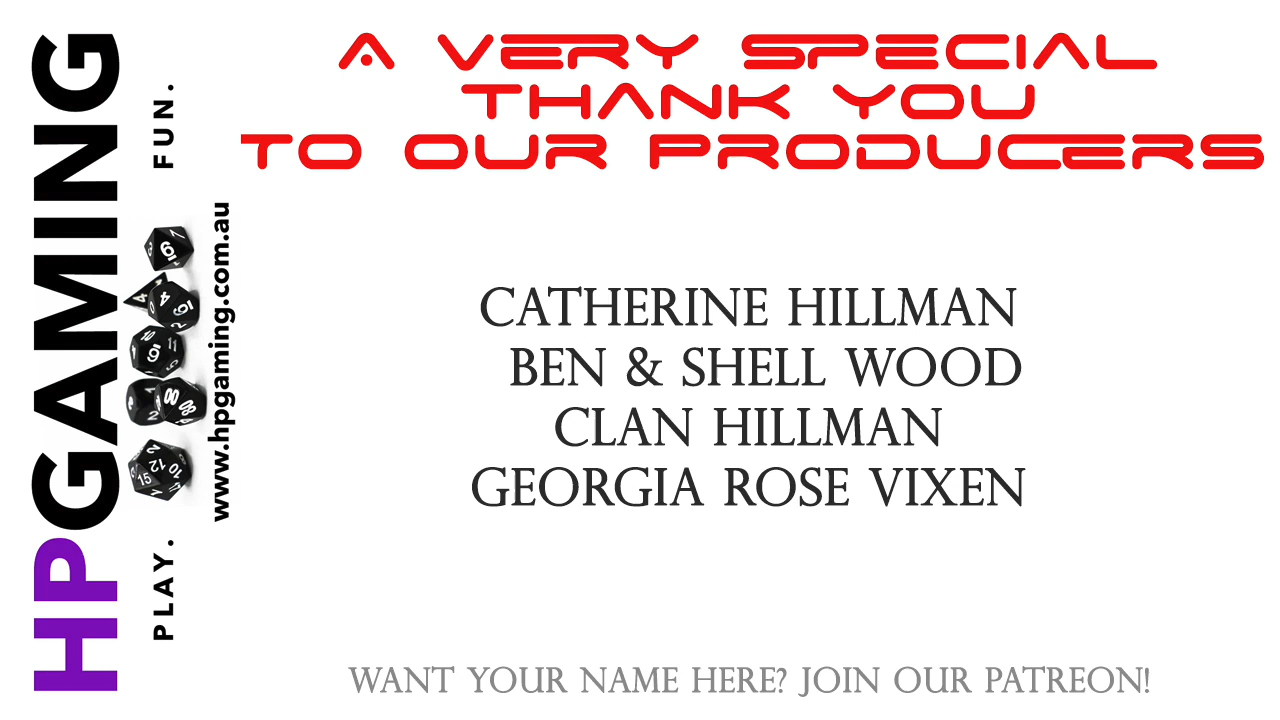 A VERY SPECIAL
THANK YOU
TO OUR PRODUCERS
CATHERINE HILLMAN
BEN & SHELL WOOD
CLAN HILLMAN
GEORGIA ROSE VIXEN
WANT YOUR NAME HERE? JOIN OUR PATREON!
HPGAMING
PLAY. FUN.
www.hpgaming.com.au